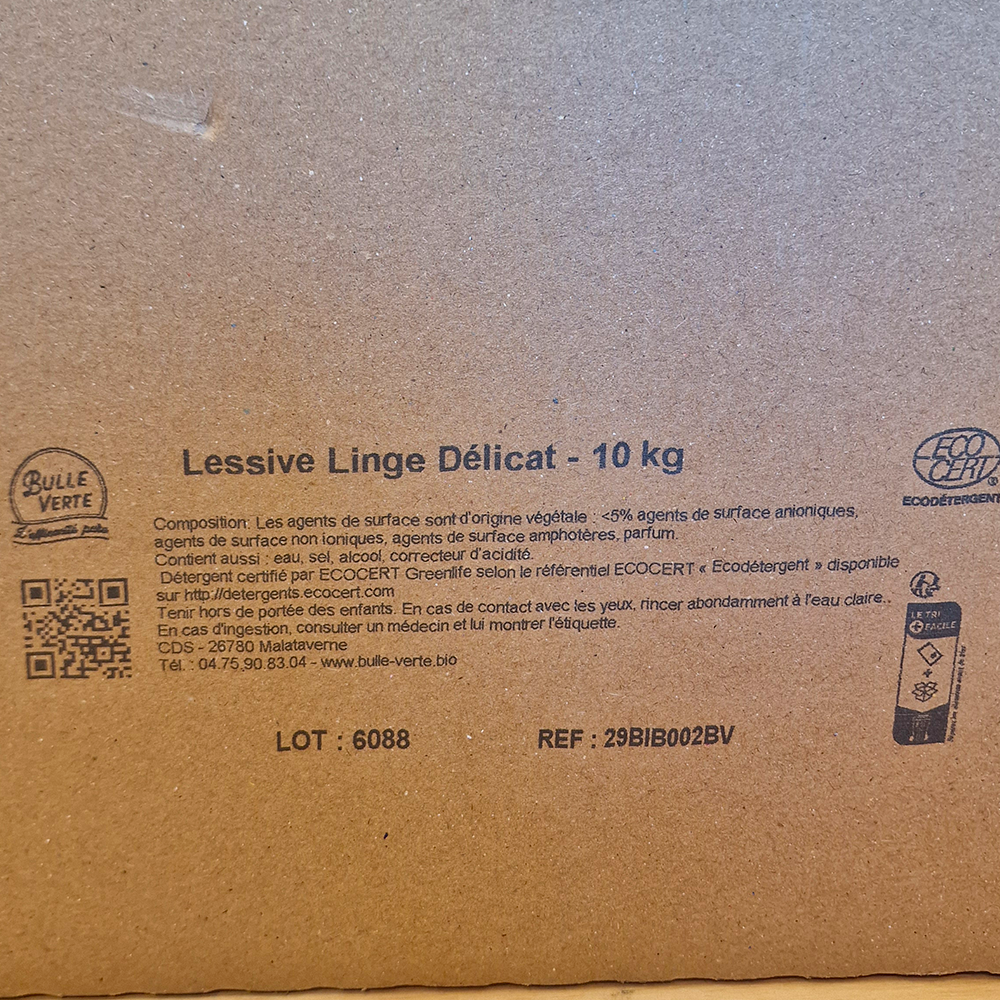 Lessive Linge Délicat - 10 kg
BULLE
VERTE
L'efficacité pure
ECO
CERT
®
ECODÉTERGENT
Composition: Les agents de surface sont d'origine végétale : <5% agents de surface anioniques,
agents de surface non ioniques, agents de surface amphotères, parfum.
Contient aussi : eau, sel, alcool, correcteur d'acidité.
Détergent certifié par ECOCERT Greenlife selon le référentiel ECOCERT « Ecodétergent » disponible
sur http://detergents.ecocert.com
Tenir hors de portée des enfants. En cas de contact avec les yeux, rincer abondamment à l'eau claire..
En cas d'ingestion, consulter un médecin et lui montrer l'étiquette.
CDS - 26780 Malataverne
Tél. : 04.75.90.83.04 - www.bulle-verte.bio
LE TRI
+ FACILE
+
LOT : 6088
REF : 29BIB002BV